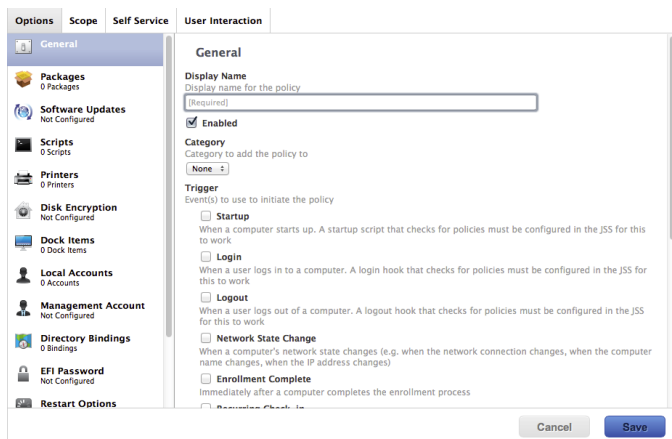 Options Scope Self Service User Interaction
General
Packages
0 Packages
Software Updates
Not Configured
Scripts
0 Scripts
Printers
0 Printers
Disk Encryption
Not Configured
Dock Items
0 Dock Items
Local Accounts
0 Accounts
Management Account
Not Configured
Directory Bindings
0 Bindings
EFI Password
Not Configured
Restart Options
General
Display Name
Display name for the policy
[Required]
Enabled
Category
Category to add the policy to
None
Trigger
Event(s) to use to initiate the policy
Startup
When a computer starts up. A startup script that checks for policies must be configured in the JSS for this
to work
Login
When a user logs in to a computer. A login hook that checks for policies must be configured in the JSS for
this to work
Logout
When a user logs out of a computer. A logout hook that checks for policies must be configured in the JSS
for this to work
Network State Change
When a computer's network state changes (e.g. when the network connection changes, when the computer
name changes, when the IP address changes)
Enrollment Complete
Immediately after a computer completes the enrollment process
Recurring Check-in
Cancel Save